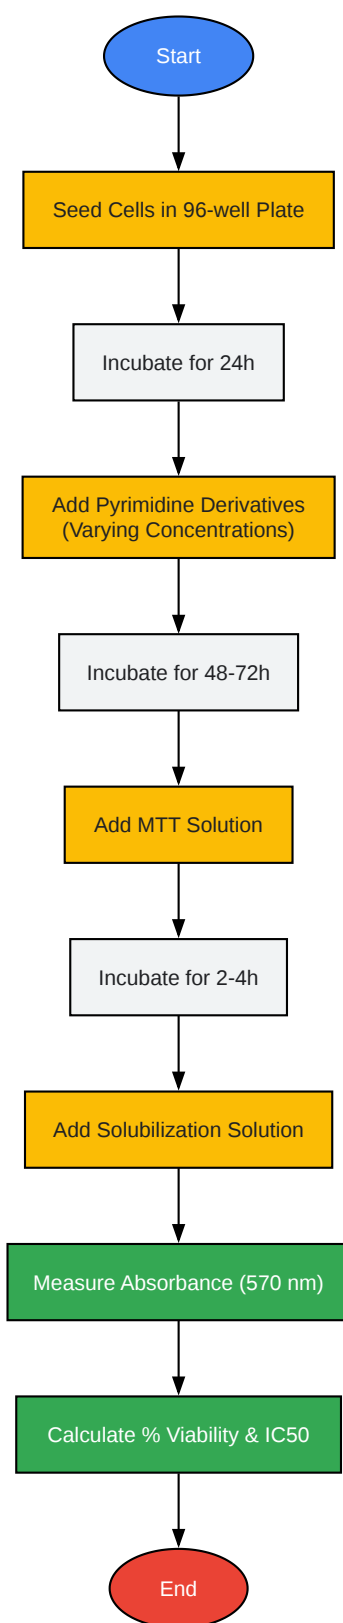 Start
Seed Cells in 96-well Plate
Incubate for 24h
Add Pyrimidine Derivatives
(Varying Concentrations)
Incubate for 48-72h
Add MTT Solution
Incubate for 2-4h
Add Solubilization Solution
Measure Absorbance (570 nm)
Calculate % Viability & IC50
End